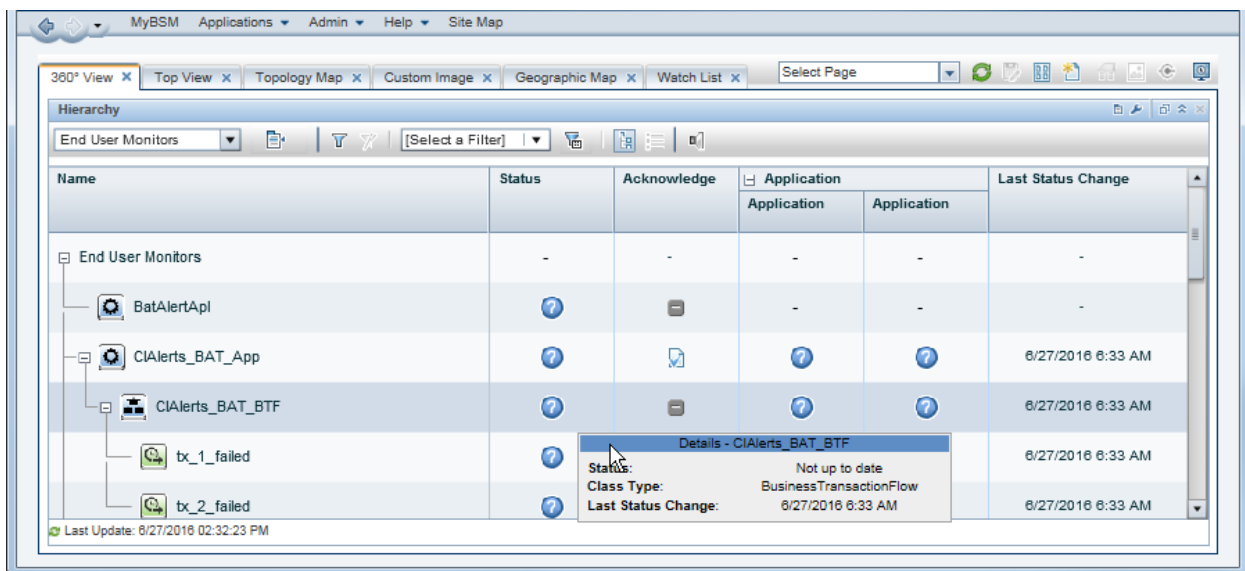 MyBSM Applications Admin Help Site Map
360° View Top View Topology Map Custom Image Geographic Map Watch List Select Page
Hierarchy
End User Monitors [Select a Filter]
Name Status Acknowledge Application Last Status Change
Application Application
End User Monitors - - - - -
BatAlertApl - - -
CIAlerts_BAT_App 6/27/2016 6:33 AM
CIAlerts_BAT_BTF 6/27/2016 6:33 AM
Details - CIAlerts_BAT_BTF
tx_1_failed 6/27/2016 6:33 AM
Status: Not up to date
Class Type: BusinessTransactionFlow
Last Status Change: 6/27/2016 6:33 AM
tx_2_failed 6/27/2016 6:33 AM
Last Update: 6/27/2016 02:32:23 PM